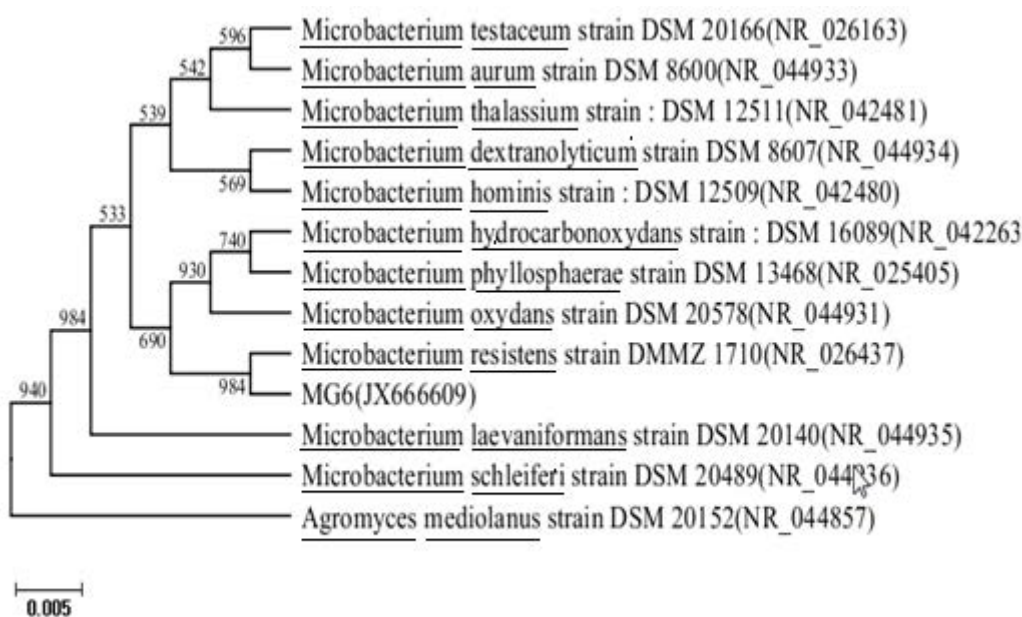 596
Microbacterium testaceum strain DSM 20166(NR_026163)
542
Microbacterium aurum strain DSM 8600(NR_044933)
539
Microbacterium thalassium strain : DSM 12511(NR_042481)
Microbacterium dextranolyticum strain DSM 8607(NR_044934)
569
Microbacterium hominis strain : DSM 12509(NR_042480)
533
740
Microbacterium hydrocarbonoxydans strain : DSM 16089(NR_042263
930
Microbacterium phyllosphaerae strain DSM 13468(NR_025405)
984
Microbacterium oxydans strain DSM 20578(NR_044931)
690
Microbacterium resistens strain DMMZ 1710(NR_026437)
984
MG6(JX666609)
940
Microbacterium laevaniformans strain DSM 20140(NR_044935)
Microbacterium schleiferi strain DSM 20489
Agromyces mediolanus strain DSM 20152(NR_044857)
0.005